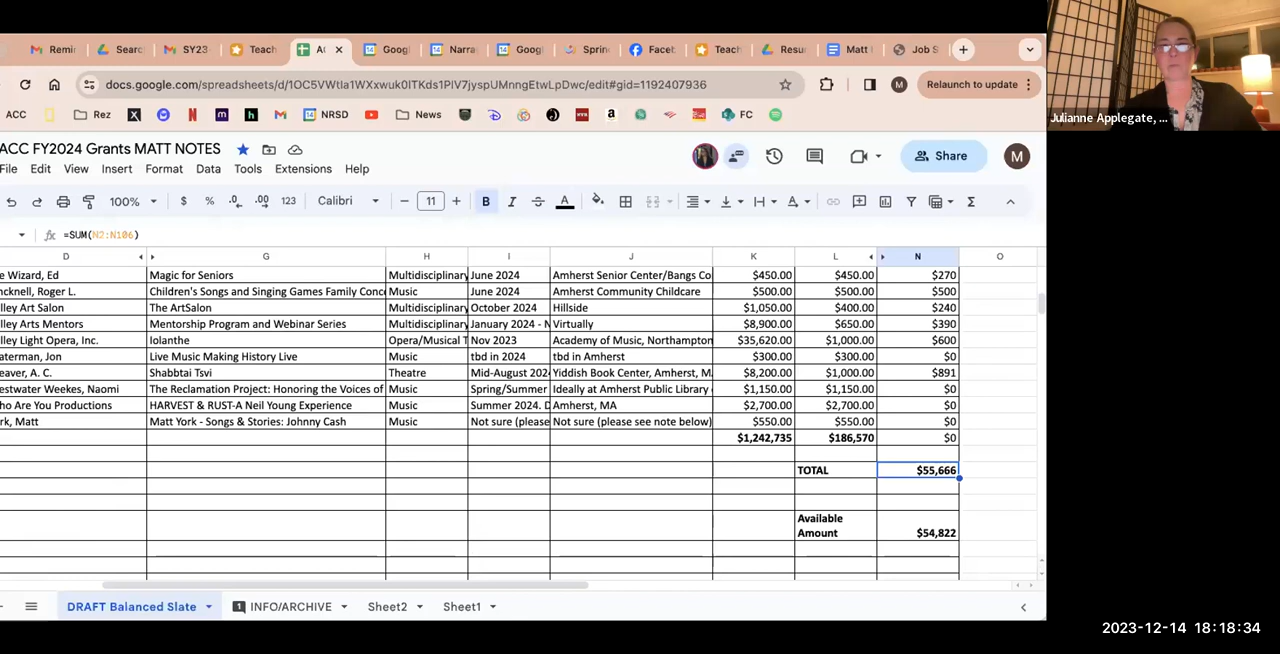 Remir Searc SY23- Teach AC Googl Narra Googl Sprin Faceb Teach Resu Matt Job S
docs.google.com/spreadsheets/d/1OC5VWtla1WXxwuk0ITKds1PIV7jyspUMnngEtwLpDwc/edit#gid=1192407936 M Relaunch to update
ACC Rez NRSD News FC
ACC FY2024 Grants MATT NOTES
File Edit View Insert Format Data Tools Extensions Help Share M
100% $ % .0 .00 123 Calibri 11 B I A
=SUM(N2:N106)
D G H I J K L N O
e Wizard, Ed Magic for Seniors Multidisciplinary June 2024 Amherst Senior Center/Bangs Co $450.00 $450.00 $270
ncknell, Roger L. Children's Songs and Singing Games Family Conc Music June 2024 Amherst Community Childcare $500.00 $500.00 $500
lley Art Salon The ArtSalon Multidisciplinary October 2024 Hillside $1,050.00 $400.00 $240
lley Arts Mentors Mentorship Program and Webinar Series Multidisciplinary January 2024 - N Virtually $8,900.00 $650.00 $390
lley Light Opera, Inc. Iolanthe Opera/Musical T Nov 2023 Academy of Music, Northampton $35,620.00 $1,000.00 $600
aterman, Jon Live Music Making History Live Music tbd in 2024 tbd in Amherst $300.00 $300.00 $0
eaver, A. C. Shabbtai Tsvi Theatre Mid-August 202 Yiddish Book Center, Amherst, M $8,200.00 $1,000.00 $891
estwater Weekes, Naomi The Reclamation Project: Honoring the Voices of Music Spring/Summer Ideally at Amherst Public Library $1,150.00 $1,150.00 $0
ho Are You Productions HARVEST & RUST-A Neil Young Experience Music Summer 2024. D Amherst, MA $2,700.00 $2,700.00 $0
rk, Matt Matt York - Songs & Stories: Johnny Cash Music Not sure (please Not sure (please see note below) $550.00 $550.00 $0
$1,242,735 $186,570 $0
TOTAL $55,666
Available
Amount $54,822
DRAFT Balanced Slate 1 INFO/ARCHIVE Sheet2 Sheet1
Julianne Applegate, ...
2023-12-14 18:18:34